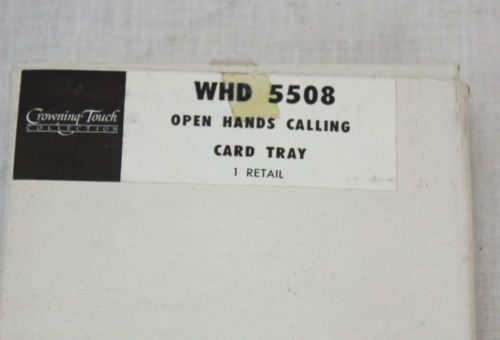 Crowning Touch
COLLECTION
WHD 5508
OPEN HANDS CALLING
CARD TRAY
1 RETAIL